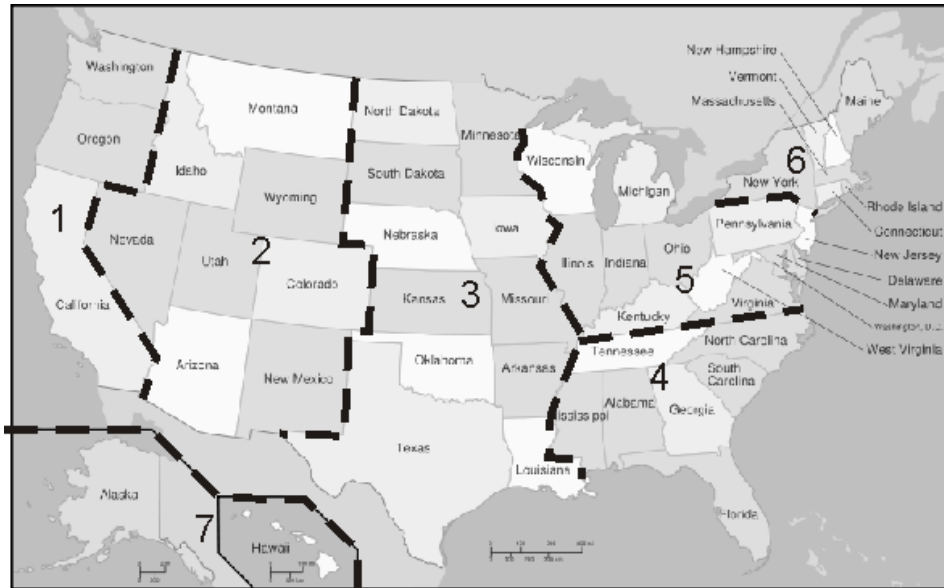 New Hampshire
Vermont
Massachusetts
Washington
Montana
North Dakota
Minnesota
Maine
Oregon
Idaho
South Dakota
Wisconsin
Michigan
6
New York
Rhode Island
Connecticut
1
Wyoming
Nebraska
Iowa
Pennsylvania
New Jersey
Nevada
2
Utah
Colorado
3
Kansas
Missouri
Illinois
Indiana
Ohio
5
Virginia
Delaware
Maryland
Washington, D.C.
West Virginia
California
Kentucky
Arizona
New Mexico
Oklahoma
Arkansas
Tennessee
North Carolina
4
South
Carolina
Mississippi
Alabama
Georgia
Texas
Louisiana
Florida
Alaska
7
Hawaii